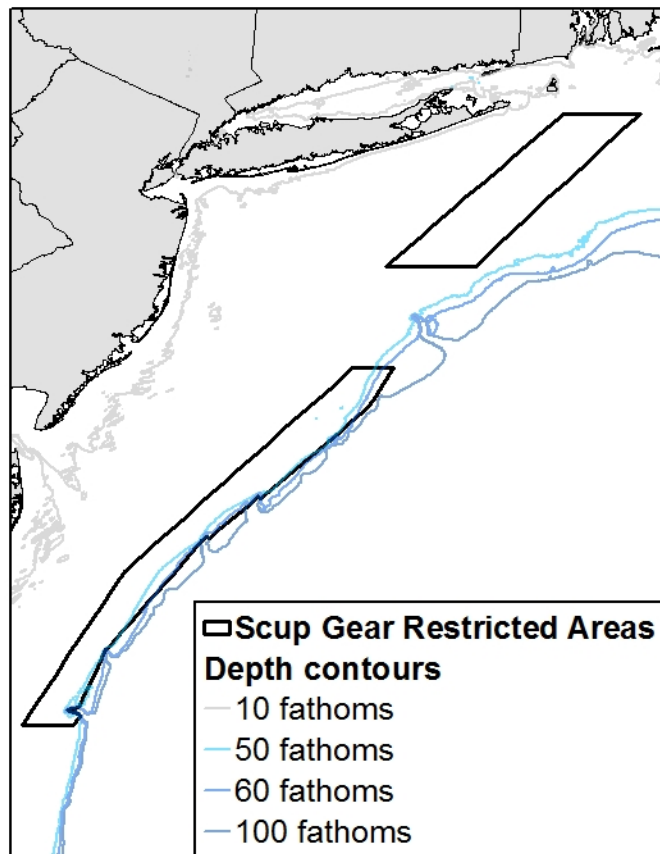 Scup Gear Restricted Areas
Depth contours
10 fathoms
50 fathoms
60 fathoms
100 fathoms